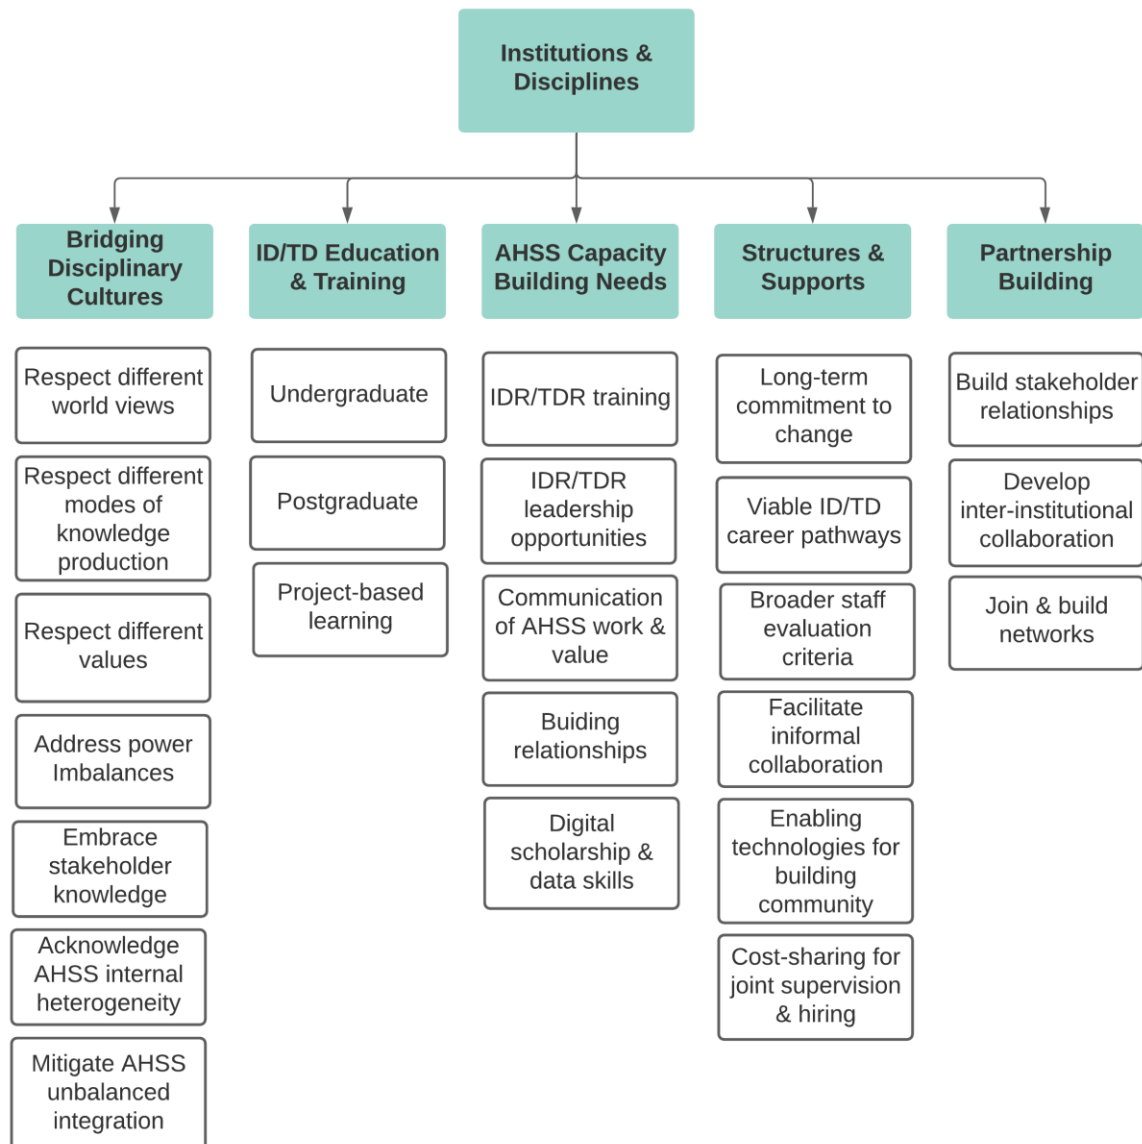 Institutions &
Disciplines
Bridging
Disciplinary
Cultures
ID/TD Education
& Training
AHSS Capacity
Building Needs
Structures &
Supports
Partnership
Building
Respect different
world views
Respect different
modes of
knowledge
production
Respect different
values
Address power
Imbalances
Embrace
stakeholder
knowledge
Acknowledge
AHSS internal
heterogeneity
Mitigate AHSS
unbalanced
integration
Undergraduate
Postgraduate
Project-based
learning
IDR/TDR training
IDR/TDR
leadership
opportunities
Communication
of AHSS work &
value
Buiding
relationships
Digital
scholarship &
data skills
Long-term
commitment to
change
Viable ID/TD
career pathways
Broader staff
evaluation
criteria
Facilitate
iniformal
collaboration
Enabling
technologies for
building
community
Cost-sharing for
joint supervision
& hiring
Build stakeholder
relationships
Develop
inter-institutional
collaboration
Join & build
networks